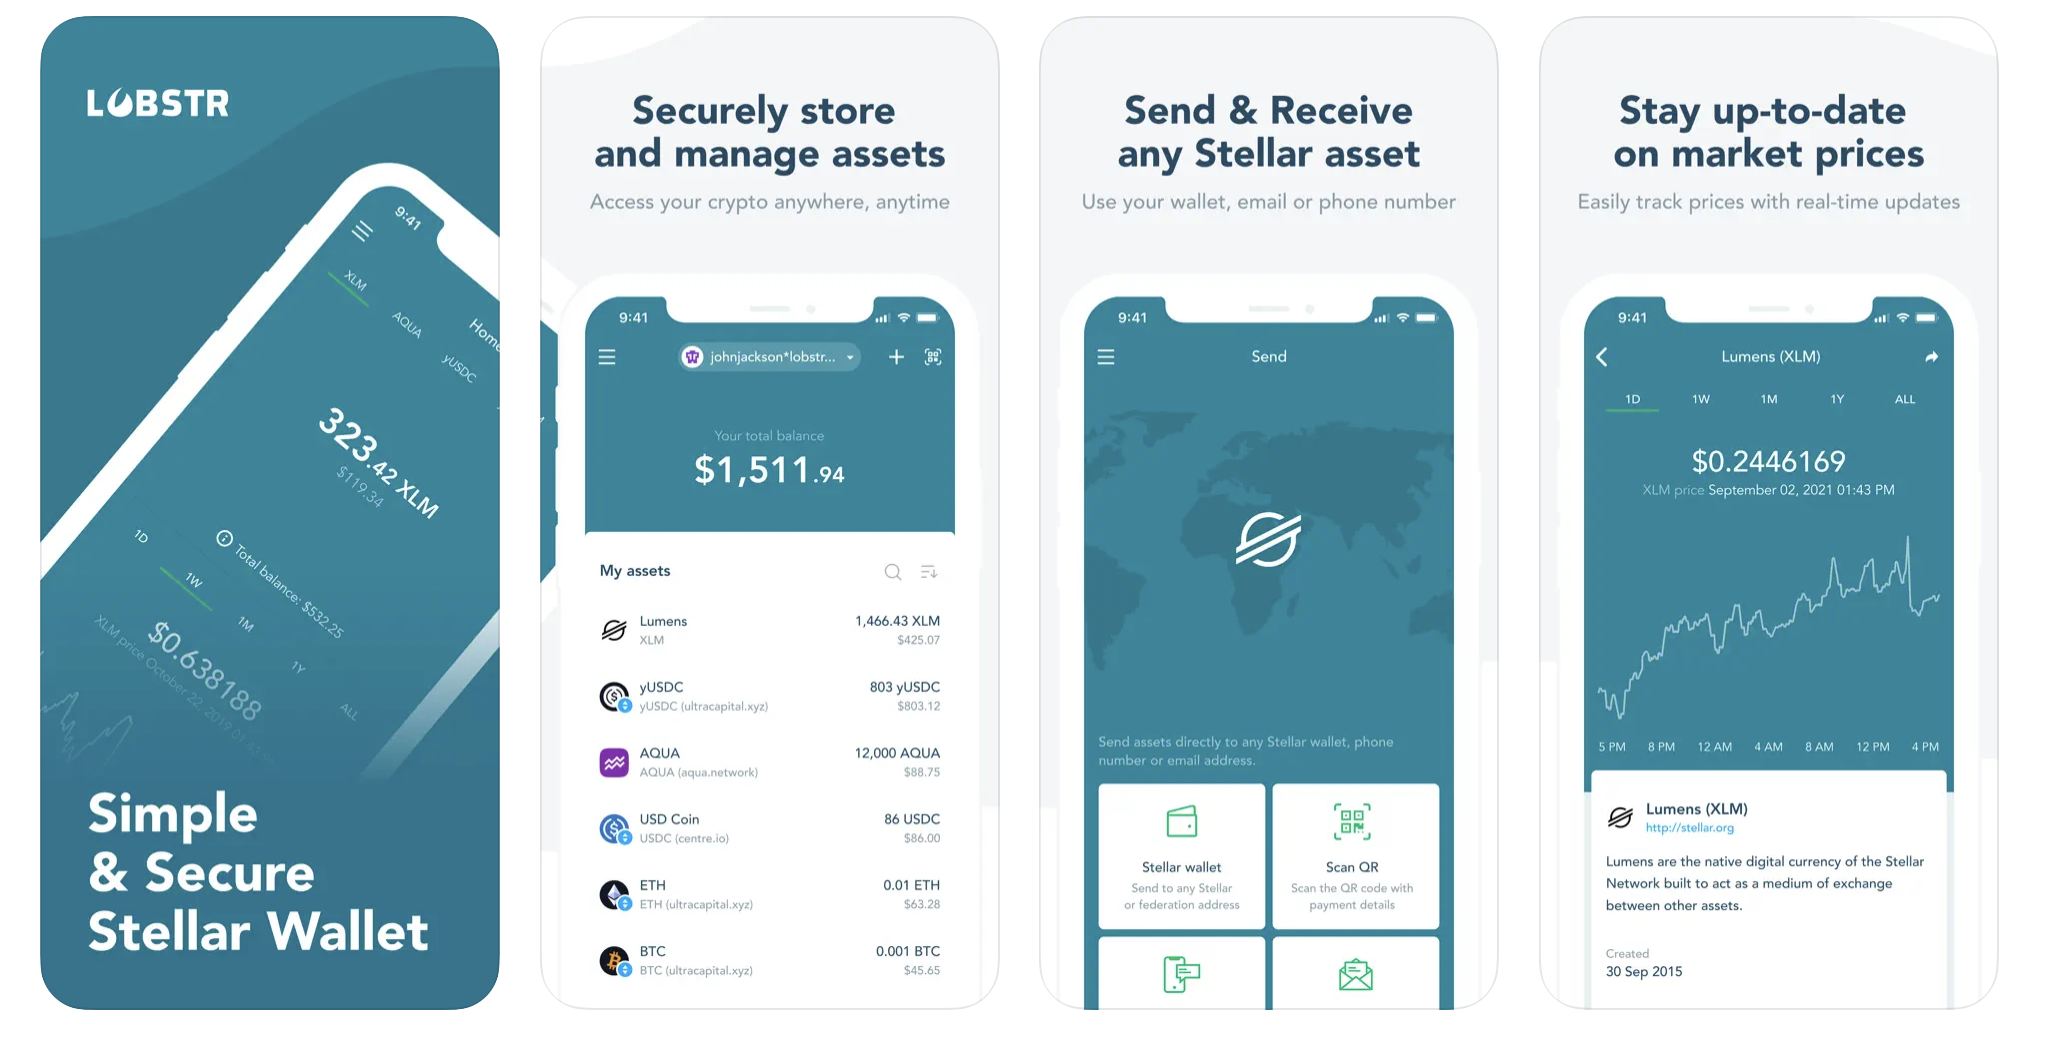 LOBSTR
9:41
XLM
AQUA
Home
yUSDC
323.42 XLM
$119.34
Total balance: $532.25
1D
1W
1M
1Y
ALL
$0.638188
XLM price October 22, 2019 01:43
Simple
& Secure
Stellar Wallet
Securely store
and manage assets
Access your crypto anywhere, anytime
9:41
johnjackson*lobstr...
Your total balance
$1,511.94
My assets
Lumens 1,466.43 XLM
XLM $425.07
yUSDC 803 yUSDC
yUSDC (ultracapital.xyz) $803.12
AQUA 12,000 AQUA
AQUA (aqua.network) $88.75
USD Coin 86 USDC
USDC (centre.io) $86.00
ETH 0.01 ETH
ETH (ultracapital.xyz) $63.28
BTC 0.001 BTC
BTC (ultracapital.xyz) $45.65
Send & Receive
any Stellar asset
Use your wallet, email or phone number
9:41
Send
Send assets directly to any Stellar wallet, phone
number or email address.
Stellar wallet
Send to any Stellar
or federation address
Scan QR
Scan the QR code with
payment details
Stay up-to-date
on market prices
Easily track prices with real-time updates
9:41
Lumens (XLM)
1D 1W 1M 1Y ALL
$0.2446169
XLM price September 02, 2021 01:43 PM
5 PM 8 PM 12 AM 4 AM 8 AM 12 PM 4 PM
Lumens (XLM)
http://stellar.org
Lumens are the native digital currency of the Stellar
Network built to act as a medium of exchange
between other assets.
Created
30 Sep 2015